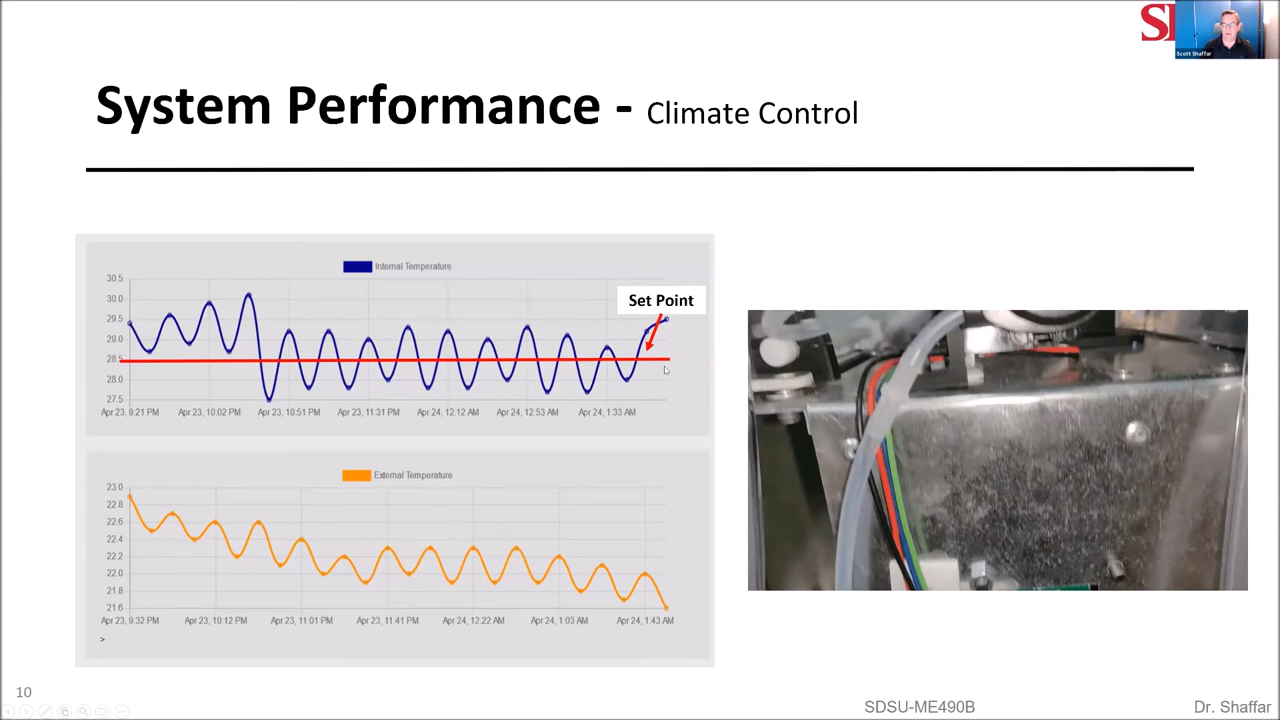 S
Scott Shaffar
System Performance - Climate Control
Internal Temperature
30.5
30.0
29.5
29.0
28.5
28.0
27.5
Set Point
Apr 23, 9:21 PM Apr 23, 10:02 PM Apr 23, 10:51 PM Apr 23, 11:31 PM Apr 24, 12:12 AM Apr 24, 12:53 AM Apr 24, 1:33 AM
External Temperature
23.0
22.8
22.6
22.4
22.2
22.0
21.8
21.6
Apr 23, 9:32 PM Apr 23, 10:12 PM Apr 23, 11:01 PM Apr 23, 11:41 PM Apr 24, 12:22 AM Apr 24, 1:03 AM Apr 24, 1:43 AM
>
10
SDSU-ME490B
Dr. Shaffar